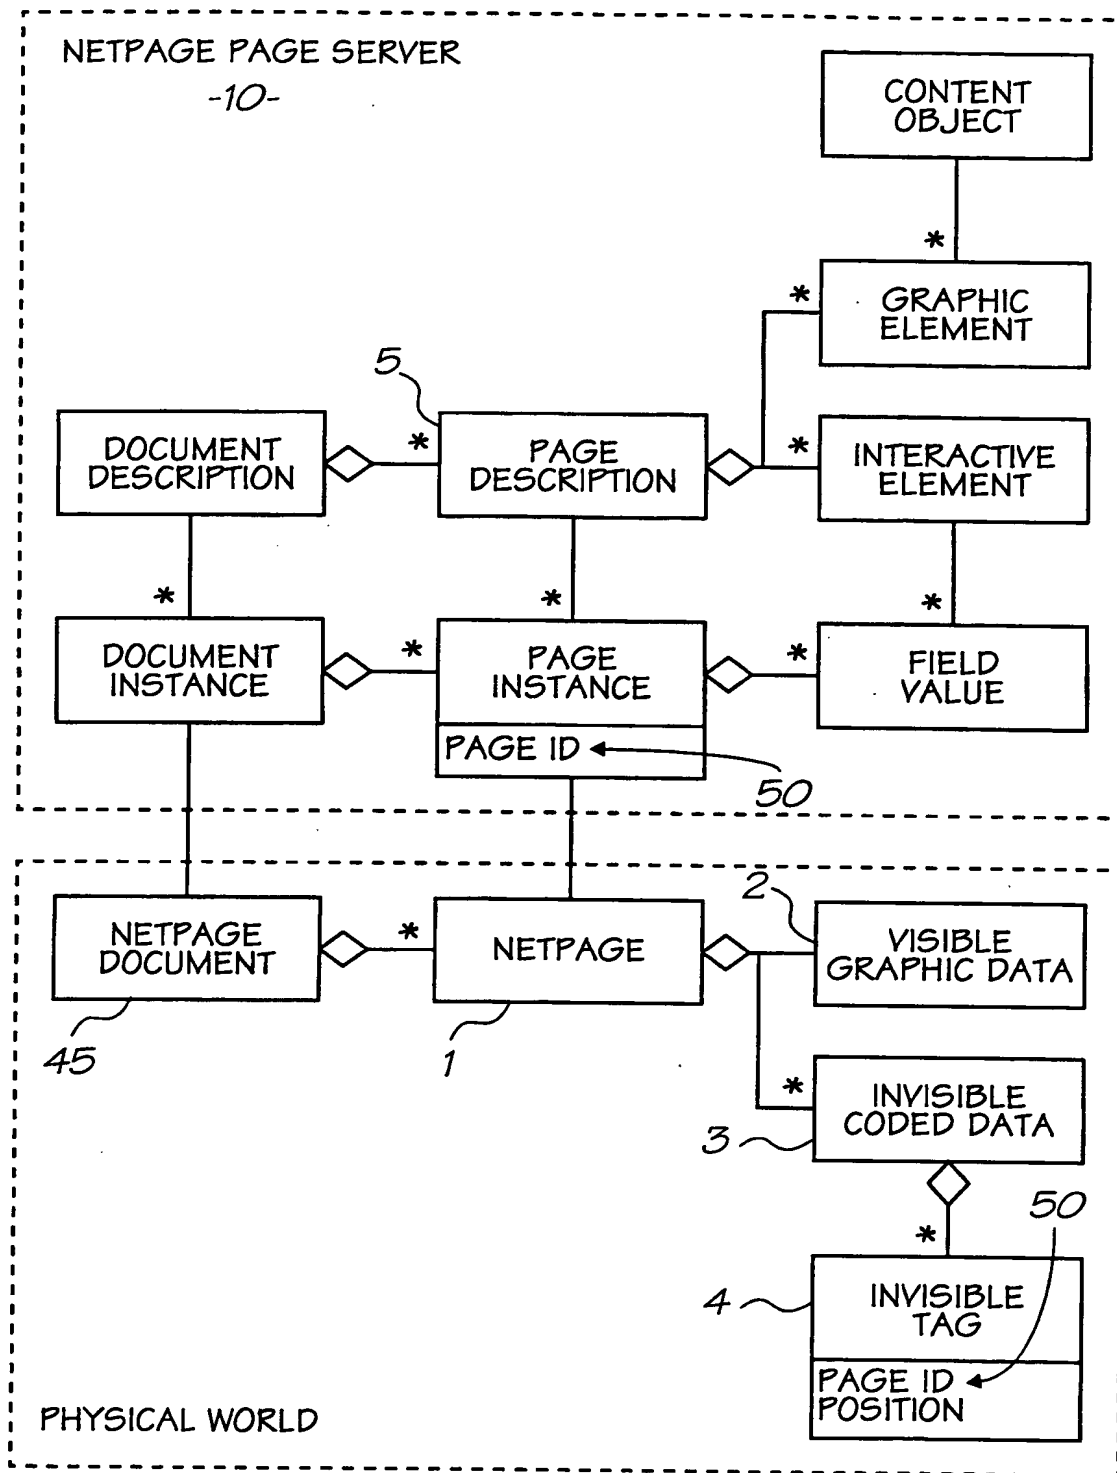 NETPAGE PAGE SERVER
-10-
CONTENT
OBJECT
*
GRAPHIC
ELEMENT
*
5
DOCUMENT
DESCRIPTION
*
PAGE
DESCRIPTION
*
INTERACTIVE
ELEMENT
*
*
*
DOCUMENT
INSTANCE
*
PAGE
INSTANCE
*
FIELD
VALUE
PAGE ID
50
NETPAGE
DOCUMENT
*
NETPAGE
2
VISIBLE
GRAPHIC DATA
45
1
*
INVISIBLE
CODED DATA
3
*
50
4
INVISIBLE
TAG
PAGE ID
POSITION
PHYSICAL WORLD